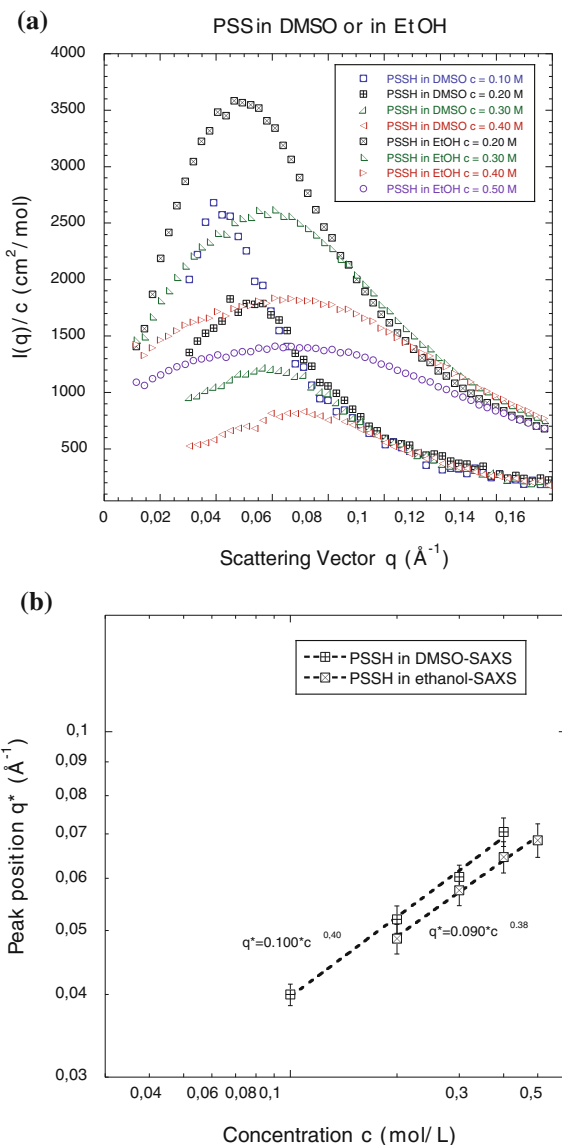 (a)
PSSin DMSO or in EtOH
4000
3500
3000
2500
2000
1500
1000
500
I(q)/ c (cm²/ mol)
PSSH in DMSO c = 0.10 M
PSSH in DMSO c = 0.20 M
PSSH in DMSO c = 0.30 M
PSSH in DMSO c = 0.40 M
PSSH in EtOH c = 0.20 M
PSSH in EtOH c = 0.30 M
PSSH in EtOH c = 0.40 M
PSSH in EtOH c = 0.50 M
0 0,02 0,04 0,06 0,08 0,1 0,12 0,14 0,16
Scattering Vector q (Å⁻¹)
(b)
PSSH in DMSO-SAXS
PSSH in ethanol-SAXS
0,1
0,09
0,08
0,07
0,06
0,05
0,04
0,03
Peak position q* (Å⁻¹)
q*=0.100*c 0,40
q*=0.090*c 0.38
0,04 0,06 0,08 0,1 0,3 0,5
Concentration c (mol/ L)